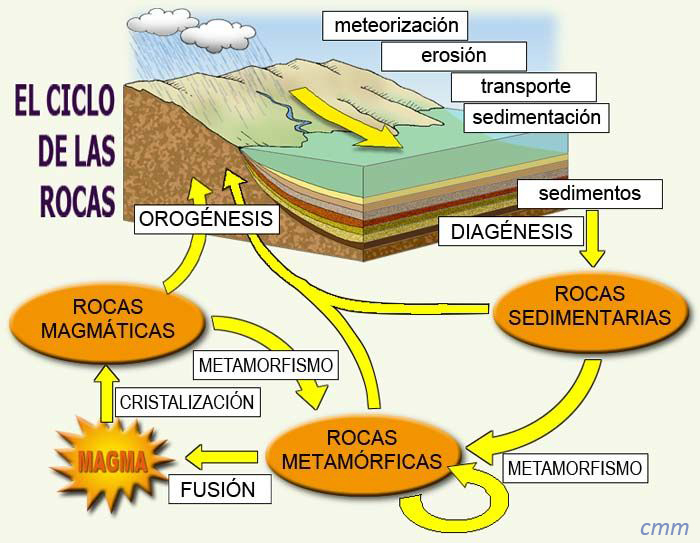 EL CICLO
DE LAS
ROCAS
meteorización
erosión
transporte
sedimentación
sedimentos
OROGÉNESIS
DIAGÉNESIS
ROCAS
MAGMÁTICAS
ROCAS
SEDIMENTARIAS
METAMORFISMO
CRISTALIZACIÓN
ROCAS
METAMÓRFICAS
MAGMA
METAMORFISMO
FUSIÓN
cmm